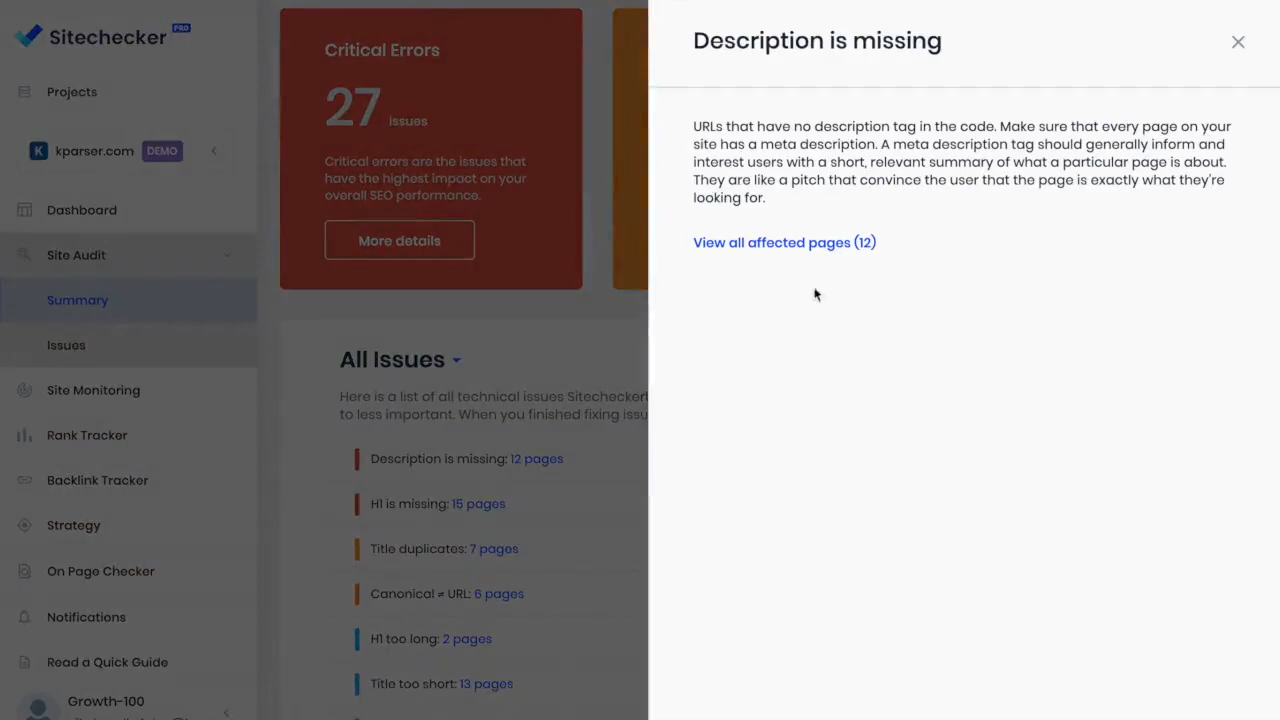 Sitechecker PRO
Projects
kparser.com DEMO
Dashboard
Site Audit
Summary
Issues
Site Monitoring
Rank Tracker
Backlink Tracker
Strategy
On Page Checker
Notifications
Read a Quick Guide
Growth-100
Critical Errors
27 issues
Critical errors are the issues that
have the highest impact on your
overall SEO performance.
More details
All Issues
Here is a list of all technical issues Sitechecker
to less important. When you finished fixing issu
Description is missing: 12 pages
H1 is missing: 15 pages
Title duplicates: 7 pages
Canonical ≠ URL: 6 pages
H1 too long: 2 pages
Title too short: 13 pages
Description is missing
URLs that have no description tag in the code. Make sure that every page on your
site has a meta description. A meta description tag should generally inform and
interest users with a short, relevant summary of what a particular page is about.
They are like a pitch that convince the user that the page is exactly what they're
looking for.
View all affected pages (12)